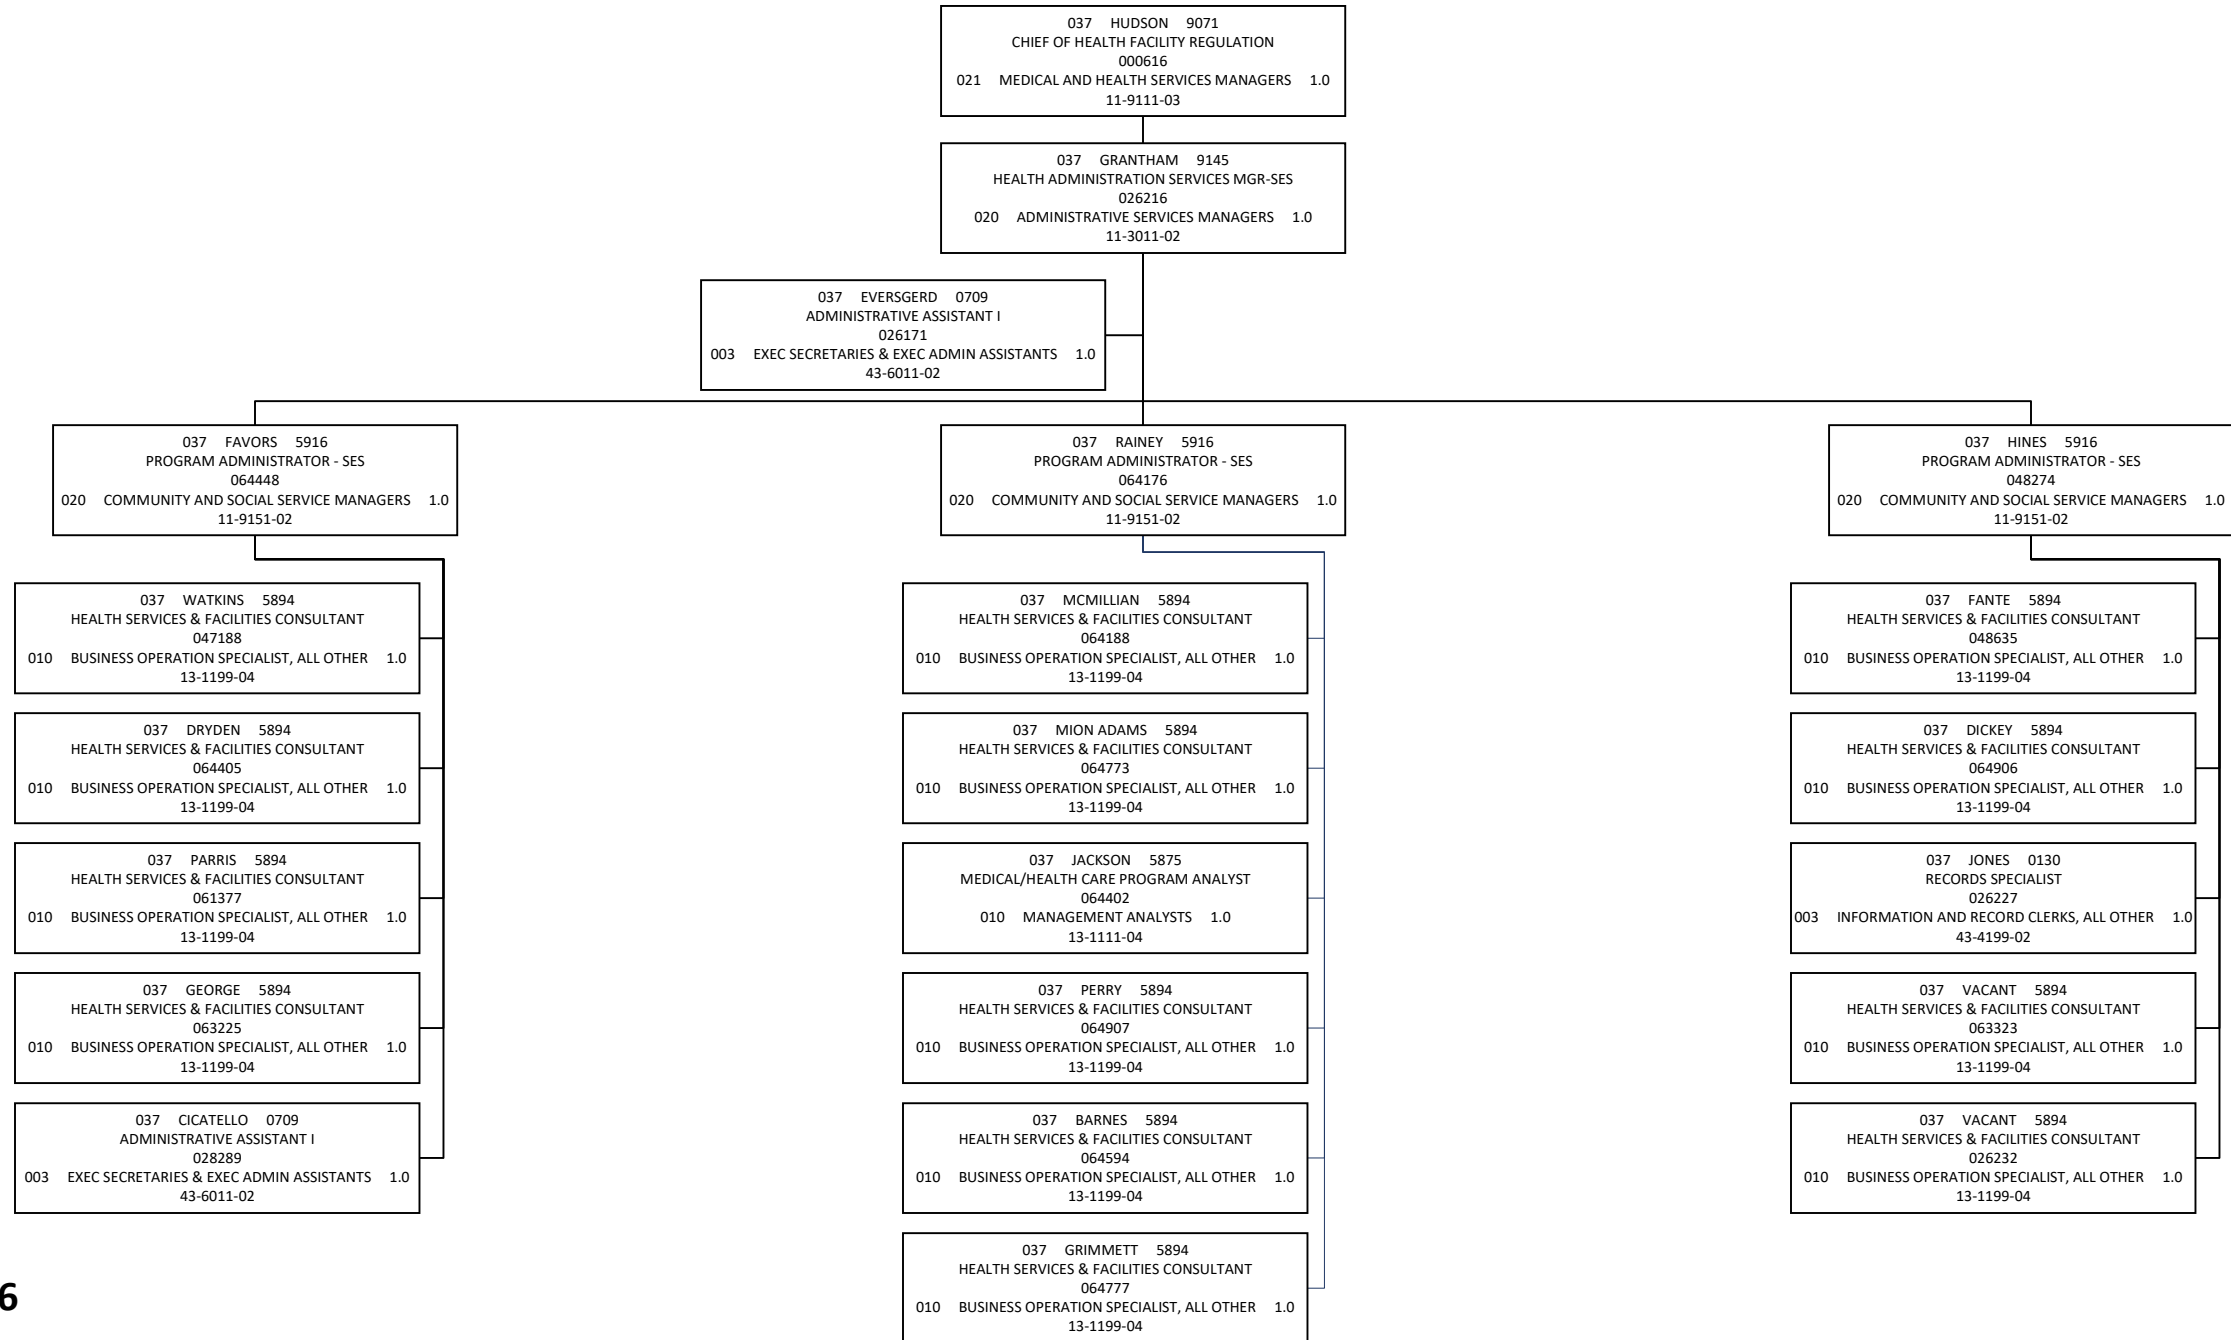 037 HUDSON 9071
CHIEF OF HEALTH FACILITY REGULATION
000616
021 MEDICAL AND HEALTH SERVICES MANAGERS 1.0
11-9111-03
037 GRANTHAM 9145
HEALTH ADMINISTRATION SERVICES MGR-SES
026216
020 ADMINISTRATIVE SERVICES MANAGERS 1.0
11-3011-02
037 EVERSGERD 0709
ADMINISTRATIVE ASSISTANT I
026171
003 EXEC SECRETARIES & EXEC ADMIN ASSISTANTS 1.0
43-6011-02
037 FAVORS 5916
PROGRAM ADMINISTRATOR - SES
064448
020 COMMUNITY AND SOCIAL SERVICE MANAGERS 1.0
11-9151-02
037 WATKINS 5894
HEALTH SERVICES & FACILITIES CONSULTANT
047188
010 BUSINESS OPERATION SPECIALIST, ALL OTHER 1.0
13-1199-04
037 DRYDEN 5894
HEALTH SERVICES & FACILITIES CONSULTANT
064405
010 BUSINESS OPERATION SPECIALIST, ALL OTHER 1.0
13-1199-04
037 PARRIS 5894
HEALTH SERVICES & FACILITIES CONSULTANT
061377
010 BUSINESS OPERATION SPECIALIST, ALL OTHER 1.0
13-1199-04
037 GEORGE 5894
HEALTH SERVICES & FACILITIES CONSULTANT
063225
010 BUSINESS OPERATION SPECIALIST, ALL OTHER 1.0
13-1199-04
037 CICATELLO 0709
ADMINISTRATIVE ASSISTANT I
028289
003 EXEC SECRETARIES & EXEC ADMIN ASSISTANTS 1.0
43-6011-02
037 RAINEY 5916
PROGRAM ADMINISTRATOR - SES
064176
020 COMMUNITY AND SOCIAL SERVICE MANAGERS 1.0
11-9151-02
037 MCMILLIAN 5894
HEALTH SERVICES & FACILITIES CONSULTANT
064188
010 BUSINESS OPERATION SPECIALIST, ALL OTHER 1.0
13-1199-04
037 MION ADAMS 5894
HEALTH SERVICES & FACILITIES CONSULTANT
064773
010 BUSINESS OPERATION SPECIALIST, ALL OTHER 1.0
13-1199-04
037 JACKSON 5875
MEDICAL/HEALTH CARE PROGRAM ANALYST
064402
010 MANAGEMENT ANALYSTS 1.0
13-1111-04
037 PERRY 5894
HEALTH SERVICES & FACILITIES CONSULTANT
064907
010 BUSINESS OPERATION SPECIALIST, ALL OTHER 1.0
13-1199-04
037 BARNES 5894
HEALTH SERVICES & FACILITIES CONSULTANT
064594
010 BUSINESS OPERATION SPECIALIST, ALL OTHER 1.0
13-1199-04
037 GRIMMETT 5894
HEALTH SERVICES & FACILITIES CONSULTANT
064777
010 BUSINESS OPERATION SPECIALIST, ALL OTHER 1.0
13-1199-04
037 HINES 5916
PROGRAM ADMINISTRATOR - SES
048274
020 COMMUNITY AND SOCIAL SERVICE MANAGERS 1.0
11-9151-02
037 FANTE 5894
HEALTH SERVICES & FACILITIES CONSULTANT
048635
010 BUSINESS OPERATION SPECIALIST, ALL OTHER 1.0
13-1199-04
037 DICKEY 5894
HEALTH SERVICES & FACILITIES CONSULTANT
064906
010 BUSINESS OPERATION SPECIALIST, ALL OTHER 1.0
13-1199-04
037 JONES 0130
RECORDS SPECIALIST
026227
003 INFORMATION AND RECORD CLERKS, ALL OTHER 1.0
43-4199-02
037 VACANT 5894
HEALTH SERVICES & FACILITIES CONSULTANT
063323
010 BUSINESS OPERATION SPECIALIST, ALL OTHER 1.0
13-1199-04
037 VACANT 5894
HEALTH SERVICES & FACILITIES CONSULTANT
026232
010 BUSINESS OPERATION SPECIALIST, ALL OTHER 1.0
13-1199-04
6